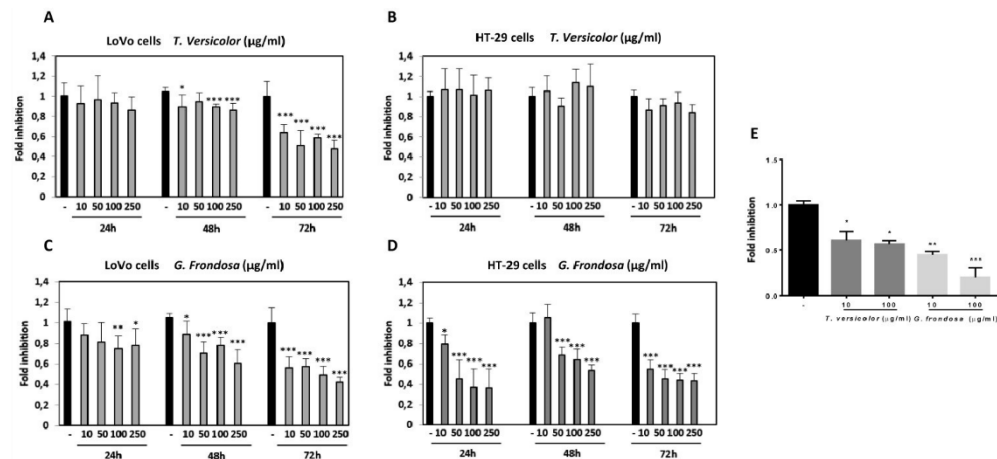 A
LoVo cells T. Versicolor (µg/ml)
Fold inhibition
1,4
1,2
1
0,8
0,6
0,4
0,2
0
* *** *** *** *** *** ***
- 10 50 100 250 - 10 50 100 250 - 10 50 100 250
24h 48h 72h
B
HT-29 cells T. Versicolor (µg/ml)
Fold inhibition
1,4
1,2
1
0,8
0,6
0,4
0,2
0
- 10 50 100 250 - 10 50 100 250 - 10 50 100 250
24h 48h 72h
C
LoVo cells G. Frondosa (µg/ml)
Fold inhibition
1,4
1,2
1
0,8
0,6
0,4
0,2
0
** * * *** *** *** *** *** *** ***
- 10 50 100 250 - 10 50 100 250 - 10 50 100 250
24h 48h 72h
D
HT-29 cells G. Frondosa (µg/ml)
Fold inhibition
1,4
1,2
1
0,8
0,6
0,4
0,2
0
* *** *** *** *** *** *** *** *** *** ***
- 10 50 100 250 - 10 50 100 250 - 10 50 100 250
24h 48h 72h
E
Fold inhibition
1.5
1.0
0.5
0.0
* * ** ***
- 10 100 10 100
T. versicolor (µg/ml) G. frondosa (µg/ml)